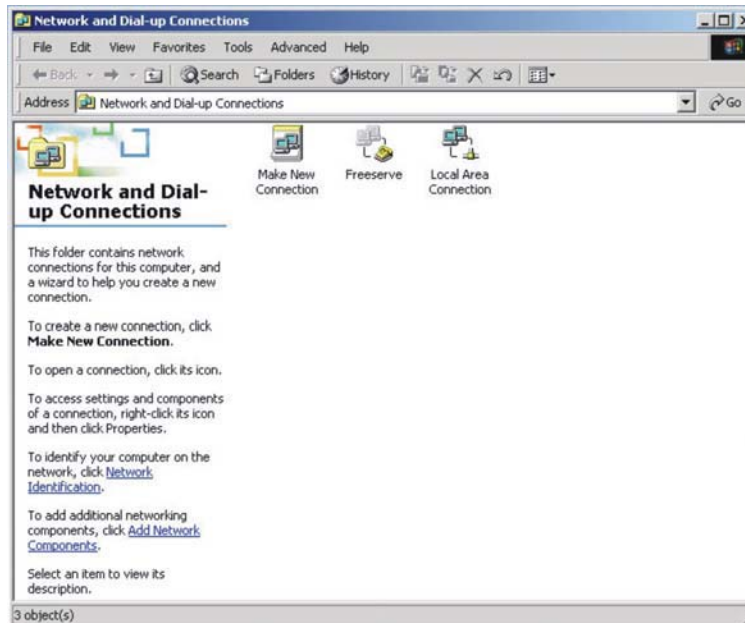 Network and Dial-up Connections
File Edit View Favorites Tools Advanced Help
Back Search Folders History
Address Network and Dial-up Connections Go
Make New
Connection
Freeserve
Local Area
Connection
Network and Dial-
up Connections
This folder contains network
connections for this computer, and
a wizard to help you create a new
connection.
To create a new connection, click
Make New Connection.
To open a connection, click its icon.
To access settings and components
of a connection, right-click its icon
and then click Properties.
To identify your computer on the
network, click Network
Identification.
To add additional networking
components, click Add Network
Components.
Select an item to view its
description.
3 object(s)